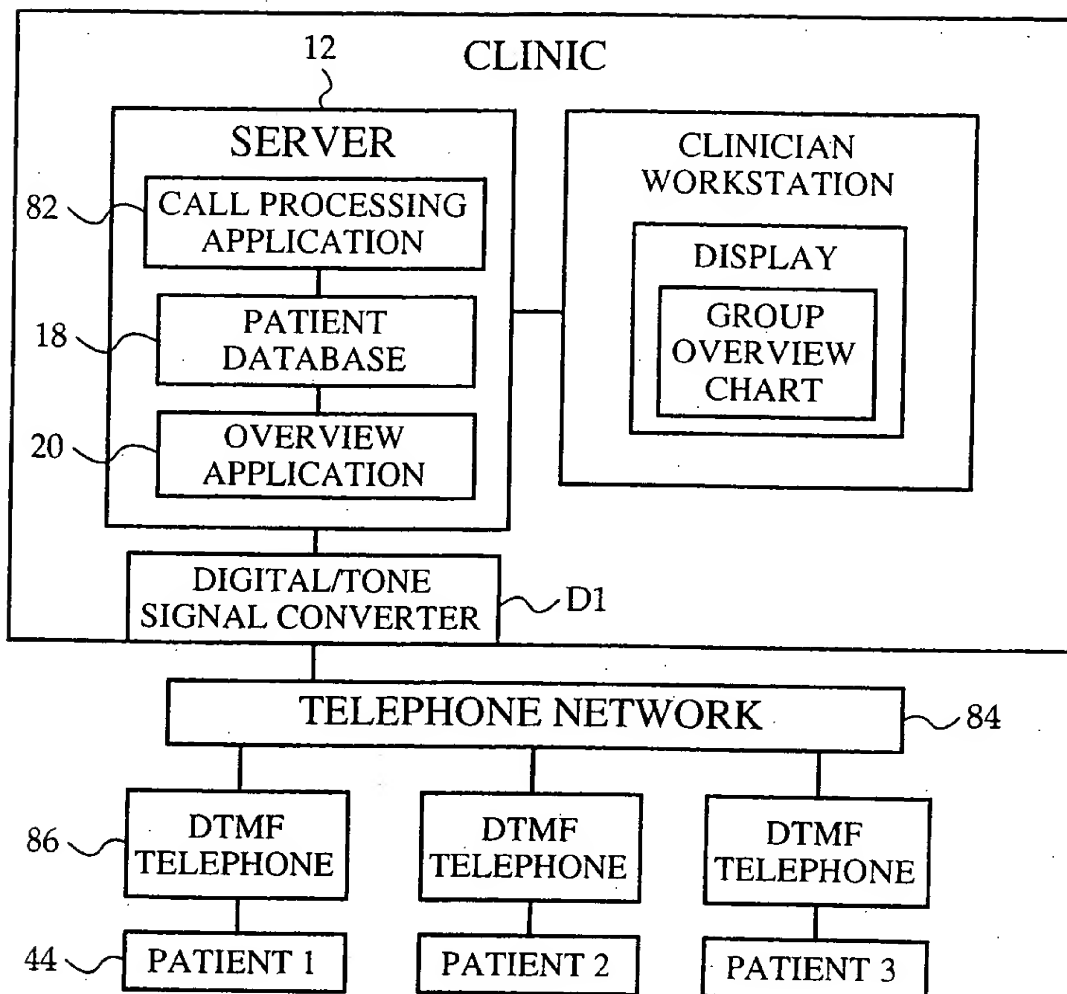 CLINIC
12
SERVER
82
CALL PROCESSING
APPLICATION
18
PATIENT
DATABASE
20
OVERVIEW
APPLICATION
CLINICIAN
WORKSTATION
DISPLAY
GROUP
OVERVIEW
CHART
DIGITAL/TONE
SIGNAL CONVERTER
D1
TELEPHONE NETWORK
84
86
DTMF
TELEPHONE
DTMF
TELEPHONE
DTMF
TELEPHONE
44
PATIENT 1
PATIENT 2
PATIENT 3